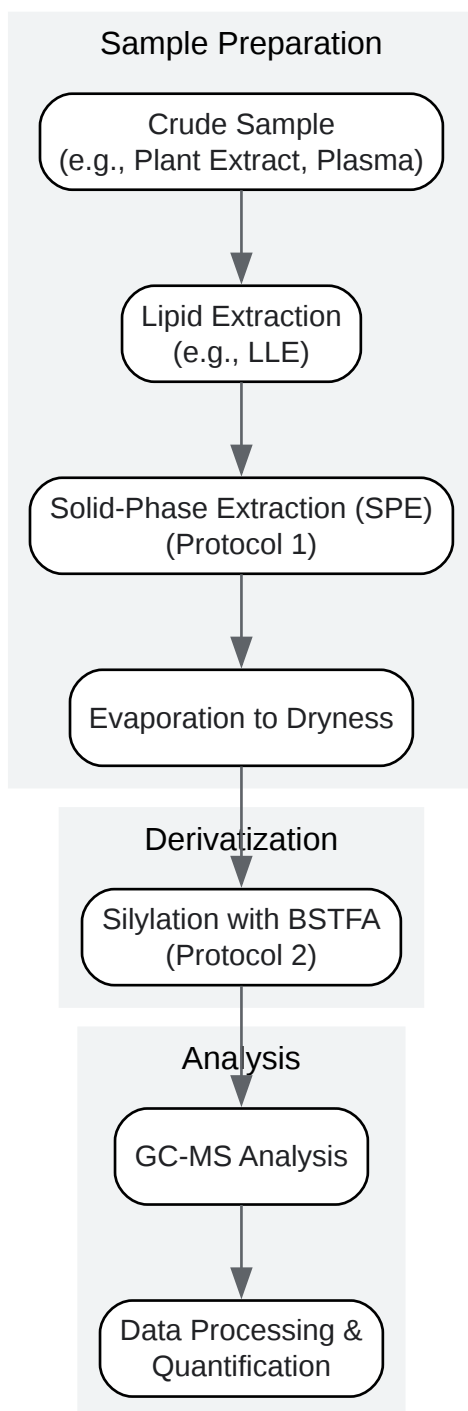 Sample Preparation
Crude Sample
(e.g., Plant Extract, Plasma)
Lipid Extraction
(e.g., LLE)
Solid-Phase Extraction (SPE)
(Protocol 1)
Evaporation to Dryness
Derivatization
Silylation with BSTFA
(Protocol 2)
Analysis
GC-MS Analysis
Data Processing &
Quantification